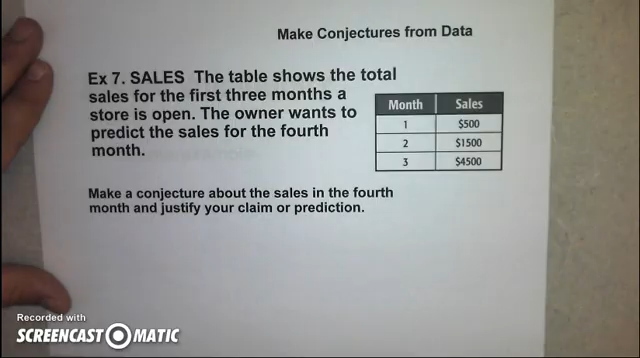 Make Conjectures from Data
Ex 7. SALES The table shows the total
sales for the first three months a
store is open. The owner wants to
predict the sales for the fourth
month.
Month Sales
1 $500
2 $1500
3 $4500
Make a conjecture about the sales in the fourth
month and justify your claim or prediction.
Recorded with
SCREENCAST-O-MATIC